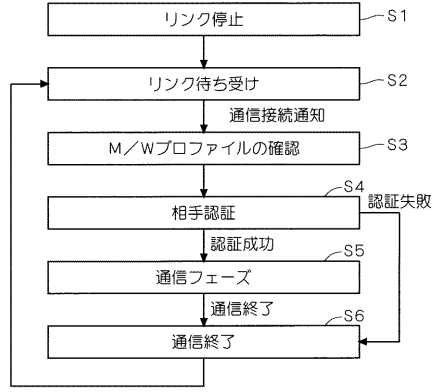 リンク停止
S1
リンク待ち受け
S2
通信接続通知
M/Wプロファイルの確認
S3
S4
相手認証
認証失敗
認証成功
S5
通信フェーズ
通信終了
S6
通信終了